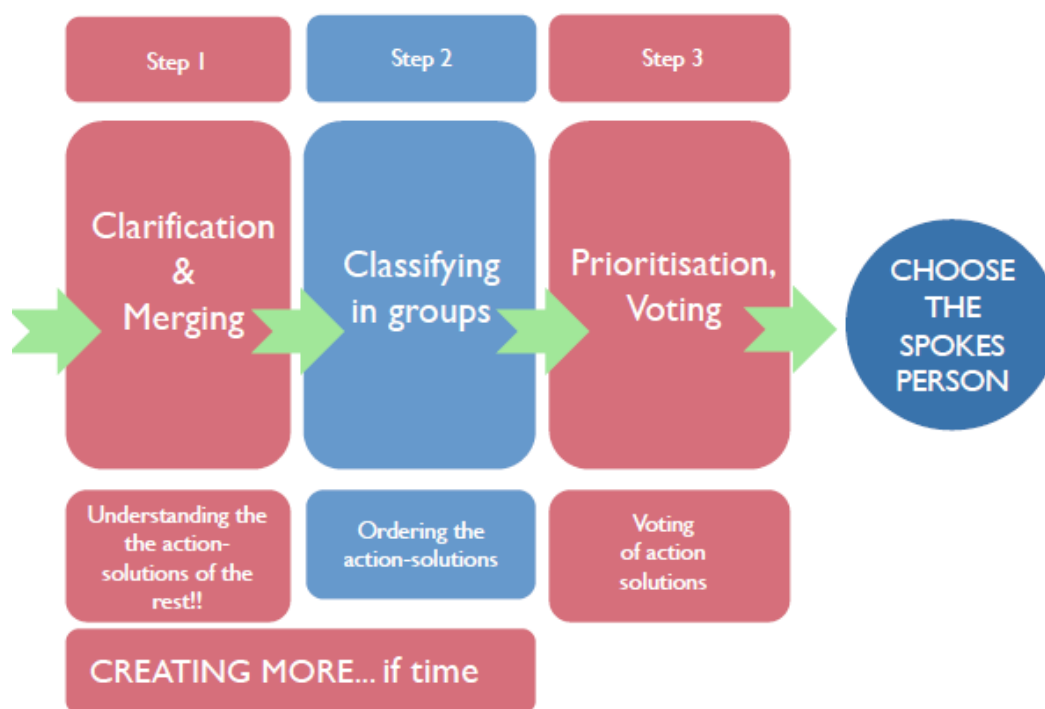 Step 1
Step 2
Step 3
Clarification
&
Merging
Classifying
in groups
Prioritisation,
Voting
CHOOSE
THE
SPOKES
PERSON
Understanding the
the action-
solutions of the
rest!!
Ordering the
action-solutions
Voting
of action
solutions
CREATING MORE... if time